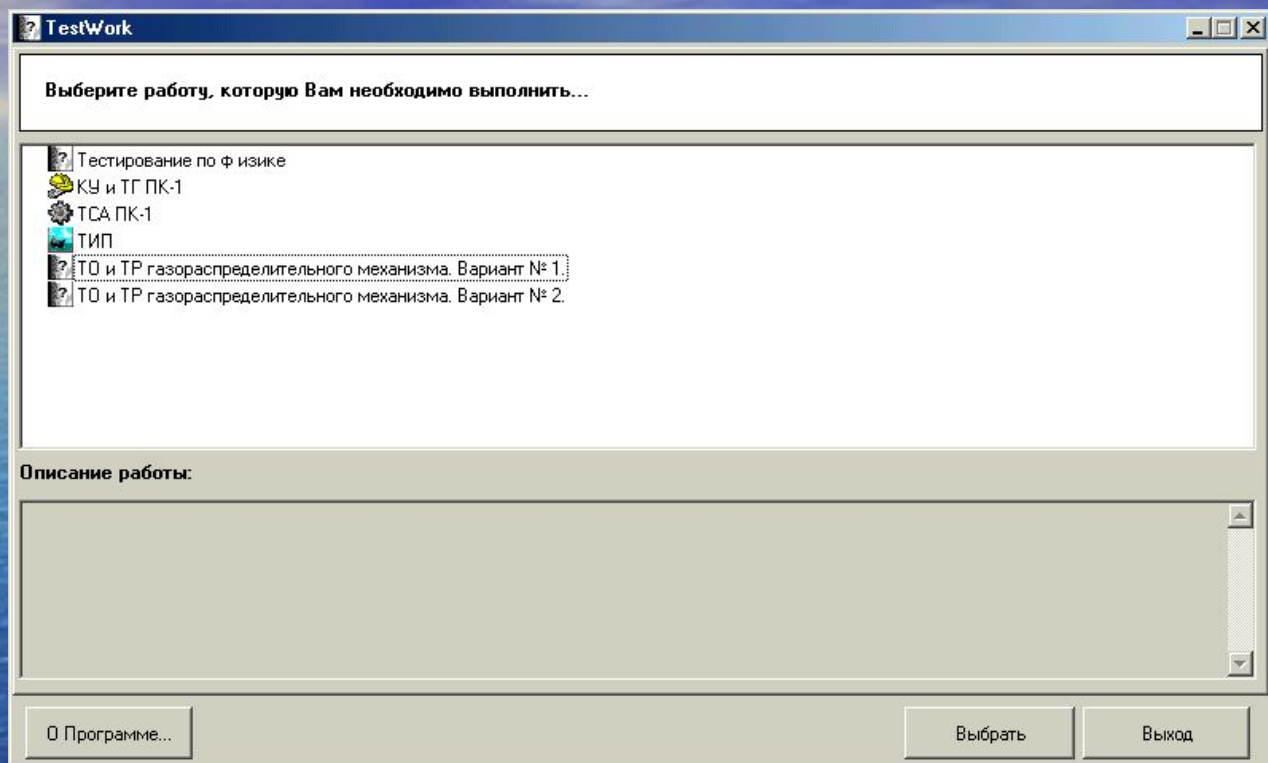 TestWork
Выберите работу, которую Вам необходимо выполнить...
Тестирование по физике
КУ и ТГ ПК-1
ТСА ПК-1
ТИП
ТО и ТР газораспределительного механизма. Вариант № 1.
ТО и ТР газораспределительного механизма. Вариант № 2.
Описание работы:
О Программе...
Выбрать
Выход